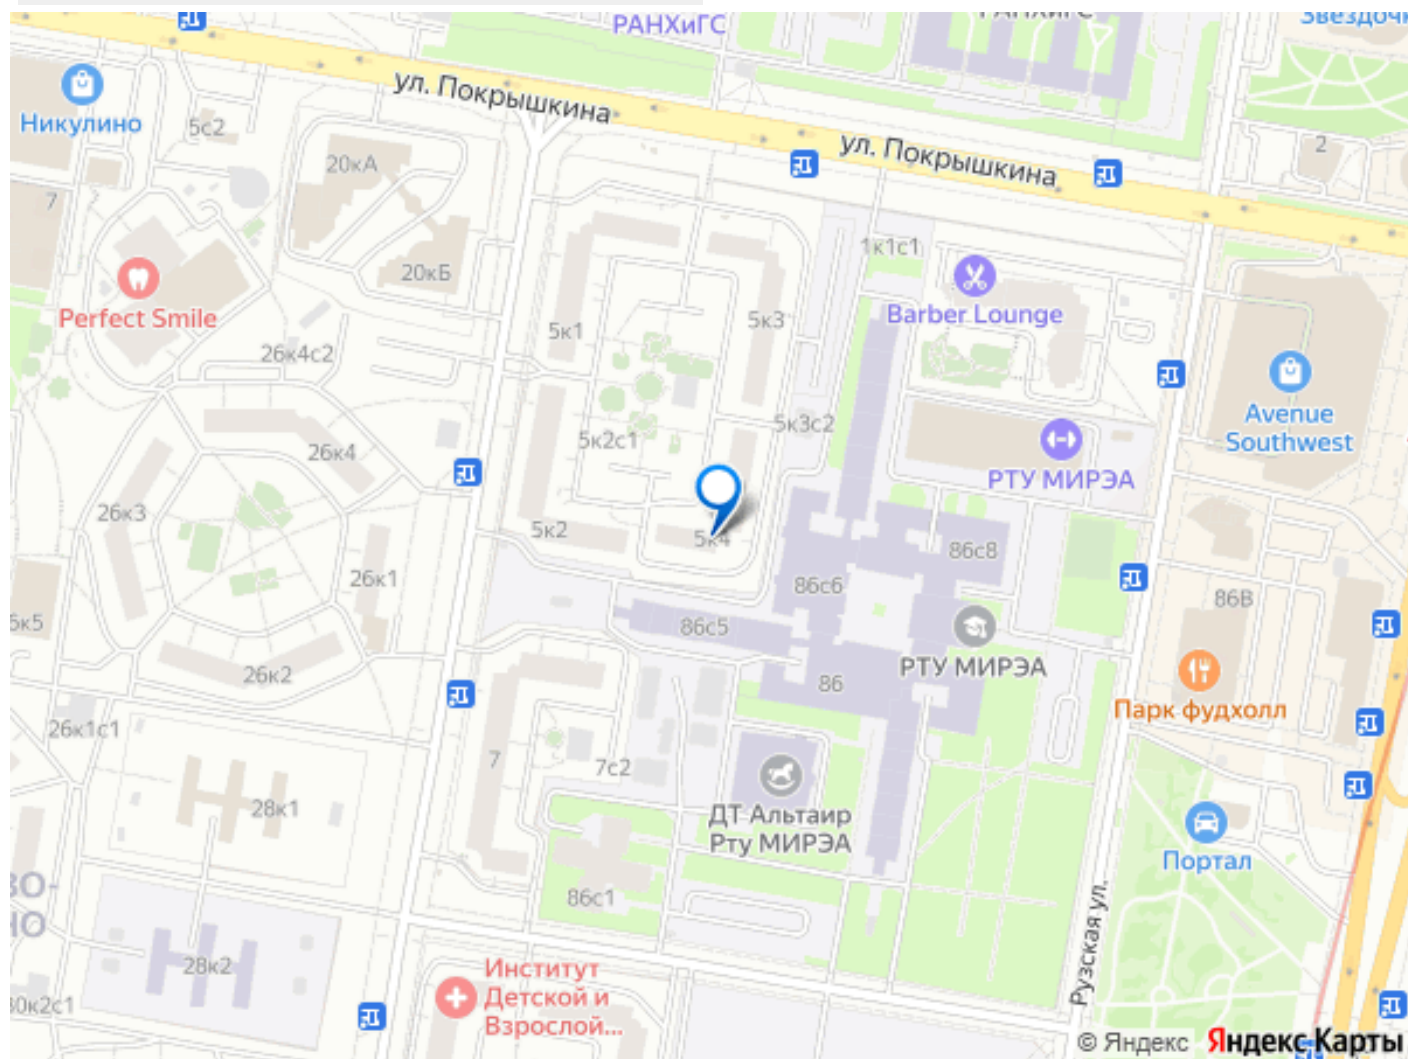 РАНХиГС
РАНХиГС
ул. Покрышкина
Никулино
5с2
20кА
ул. Покрышкина
2
7
1к1с1
20кБ
Barber Lounge
Perfect Smile
5к1
5к3
26к4с2
Avenue
Southwest
5к2с1
5к3с2
26к4
РТУ МИРЭА
26к3
5к2
5к4
86с8
26к1
86с6
86В
86с5
РТУ МИРЭА
26к2
86
Парк фудхолл
26к1с1
7
7с2
28к1
ДТ Альтаир
Рту МИРЭА
Портал
86с1
Рузская ул.
28к2
Институт
Детской и
Взрослой...
© Яндекс Яндекс Карты